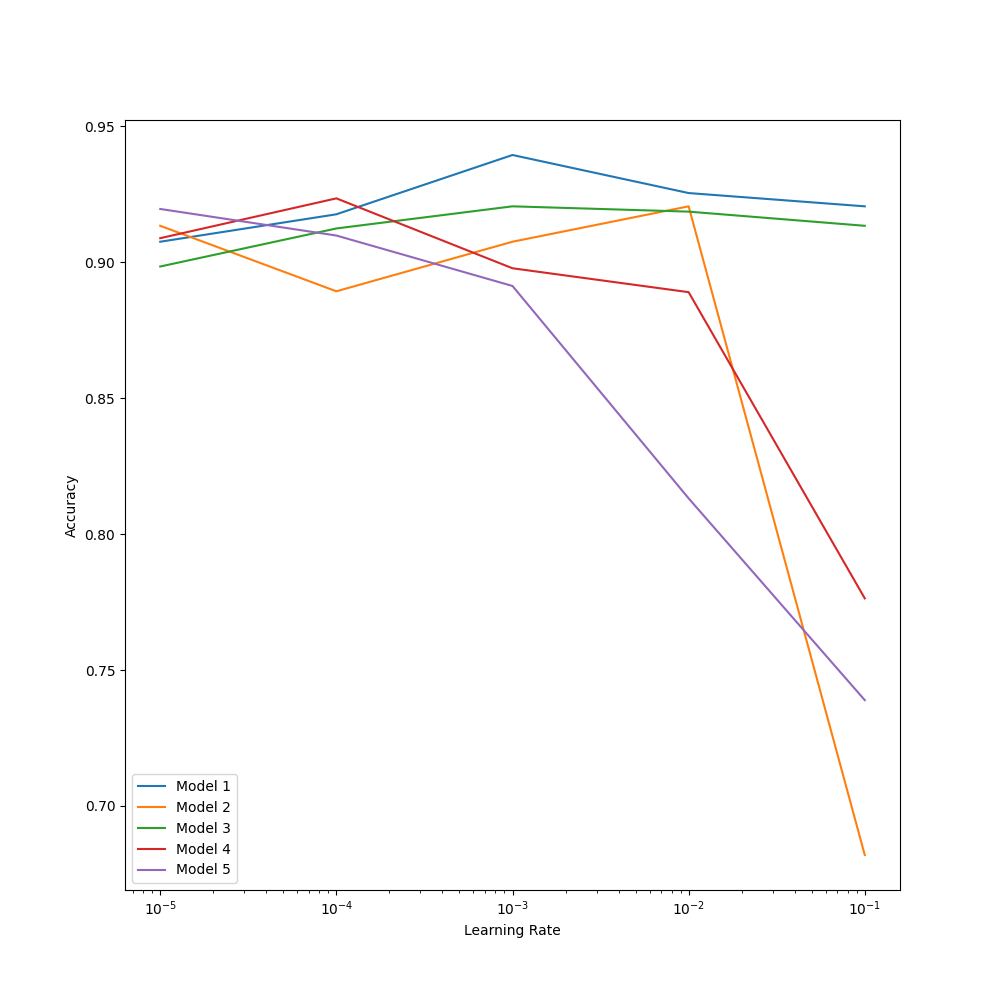 0.95
0.90
0.85
0.80
0.75
0.70
Accuracy
Model 1
Model 2
Model 3
Model 4
Model 5
10⁻⁵ 10⁻⁴ 10⁻³ 10⁻² 10⁻¹
Learning Rate